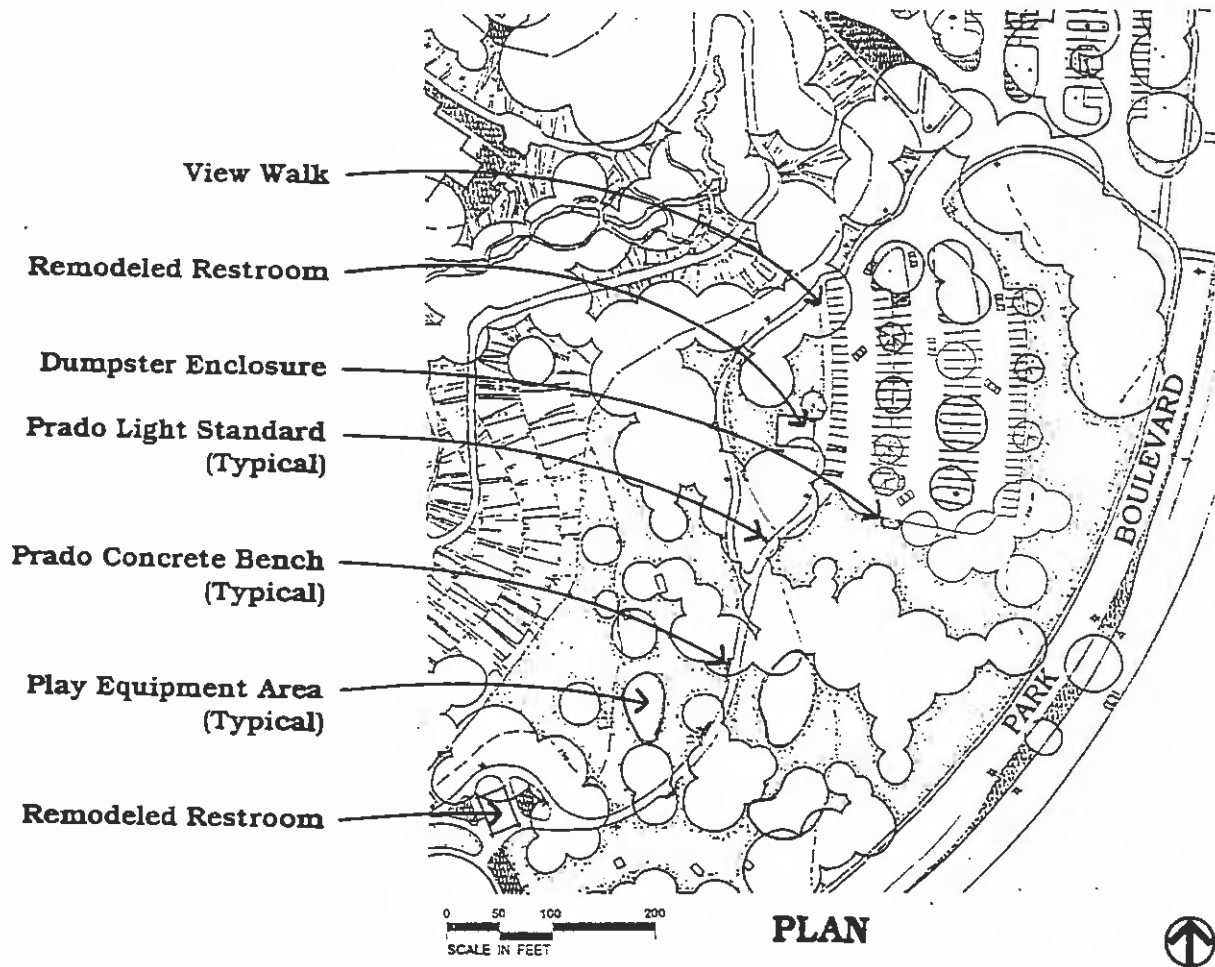 View Walk
Remodeled Restroom
Dumpster Enclosure
Prado Light Standard
(Typical)
Prado Concrete Bench
(Typical)
Play Equipment Area
(Typical)
Remodeled Restroom
PARK BOULEVARD
0 50 100 200
SCALE IN FEET
PLAN